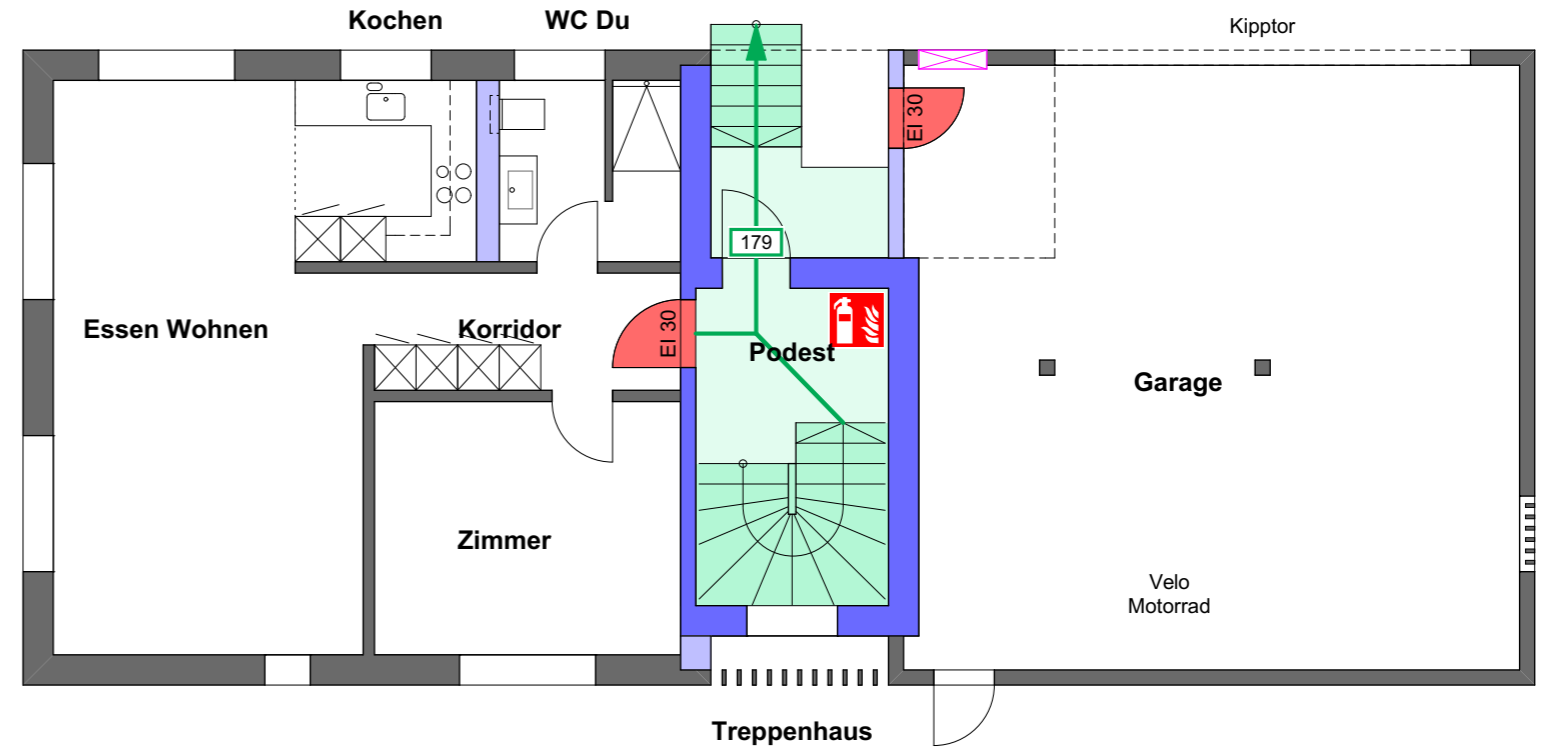 Kochen
WC Du
Kipptor
EI 30
179
Essen Wohnen
Korridor
EI 30
Podest
Garage
Zimmer
Velo
Motorrad
Treppenhaus